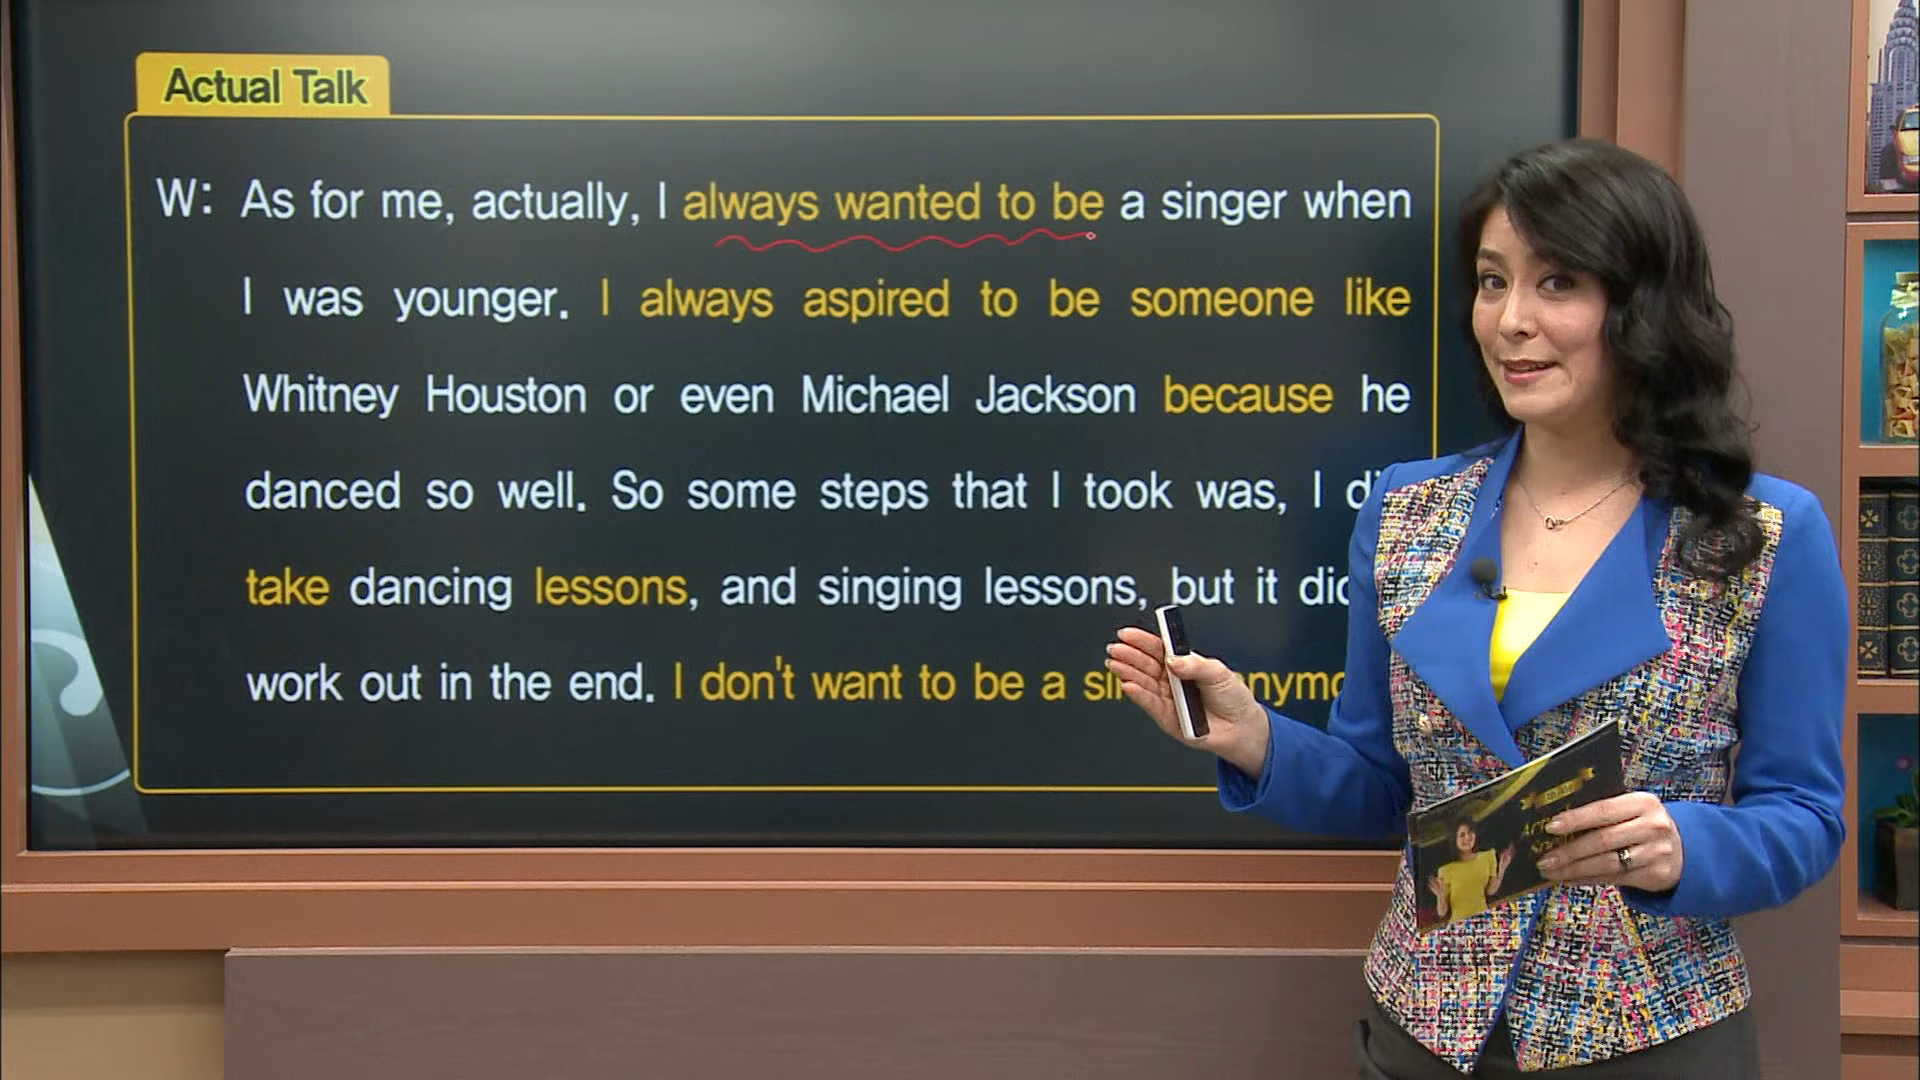 Actual Talk
W: As for me, actually, I always wanted to be a singer when
I was younger. I always aspired to be someone like
Whitney Houston or even Michael Jackson because he
danced so well. So some steps that I took was, I
take dancing lessons, and singing lessons, but it
work out in the end. I don't want to be a